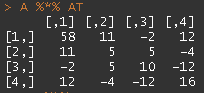 > A %*% AT
[,1] [,2] [,3] [,4]
[1,] 58 11 -2 12
[2,] 11 5 5 -4
[3,] -2 5 10 -12
[4,] 12 -4 -12 16